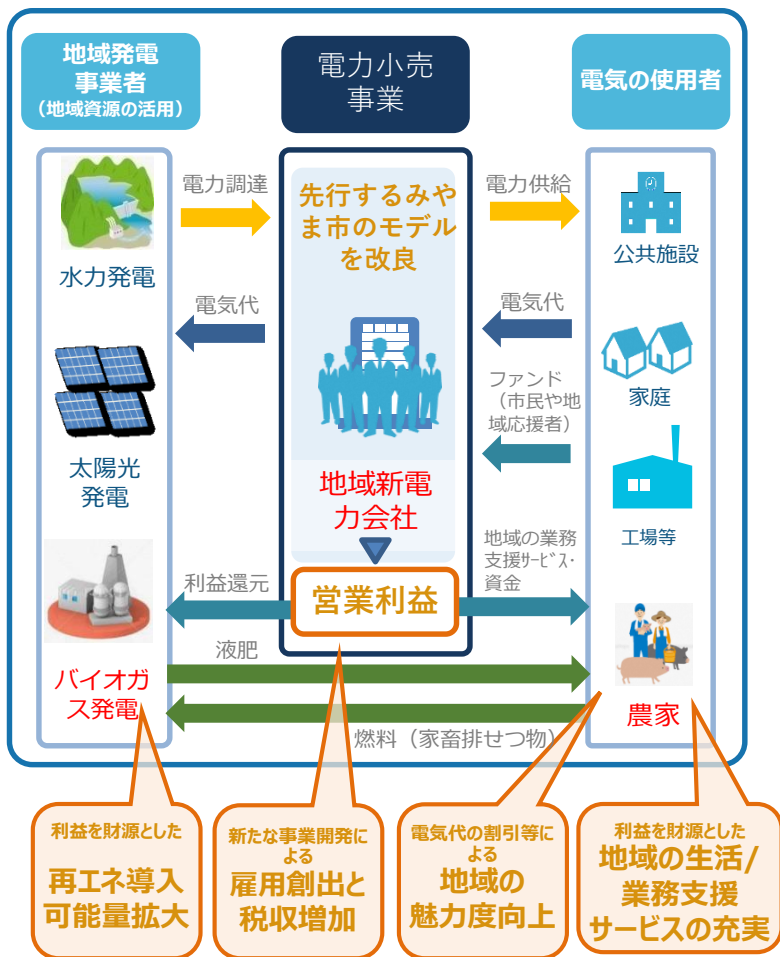 地域発電
事業者
（地域資源の活用）
電力小売
事業
電気の使用者
電力調達
先行するみや
ま市のモデル
を改良
電力供給
水力発電
公共施設
電気代
電気代
ファンド
（市民や地
域応援者）
家庭
太陽光
発電
地域新電
力会社
工場等
地域の業務
支援ｻｰﾋﾞｽ・
資金
利益還元
営業利益
液肥
バイオガ
ス発電
農家
燃料（家畜排せつ物）
利益を財源とした
再エネ導入
可能量拡大
新たな事業開発に
よる
雇用創出と
税収増加
電気代の割引等に
よる
地域の
魅力度向上
利益を財源とした
地域の生活/
業務支援
サービスの充実